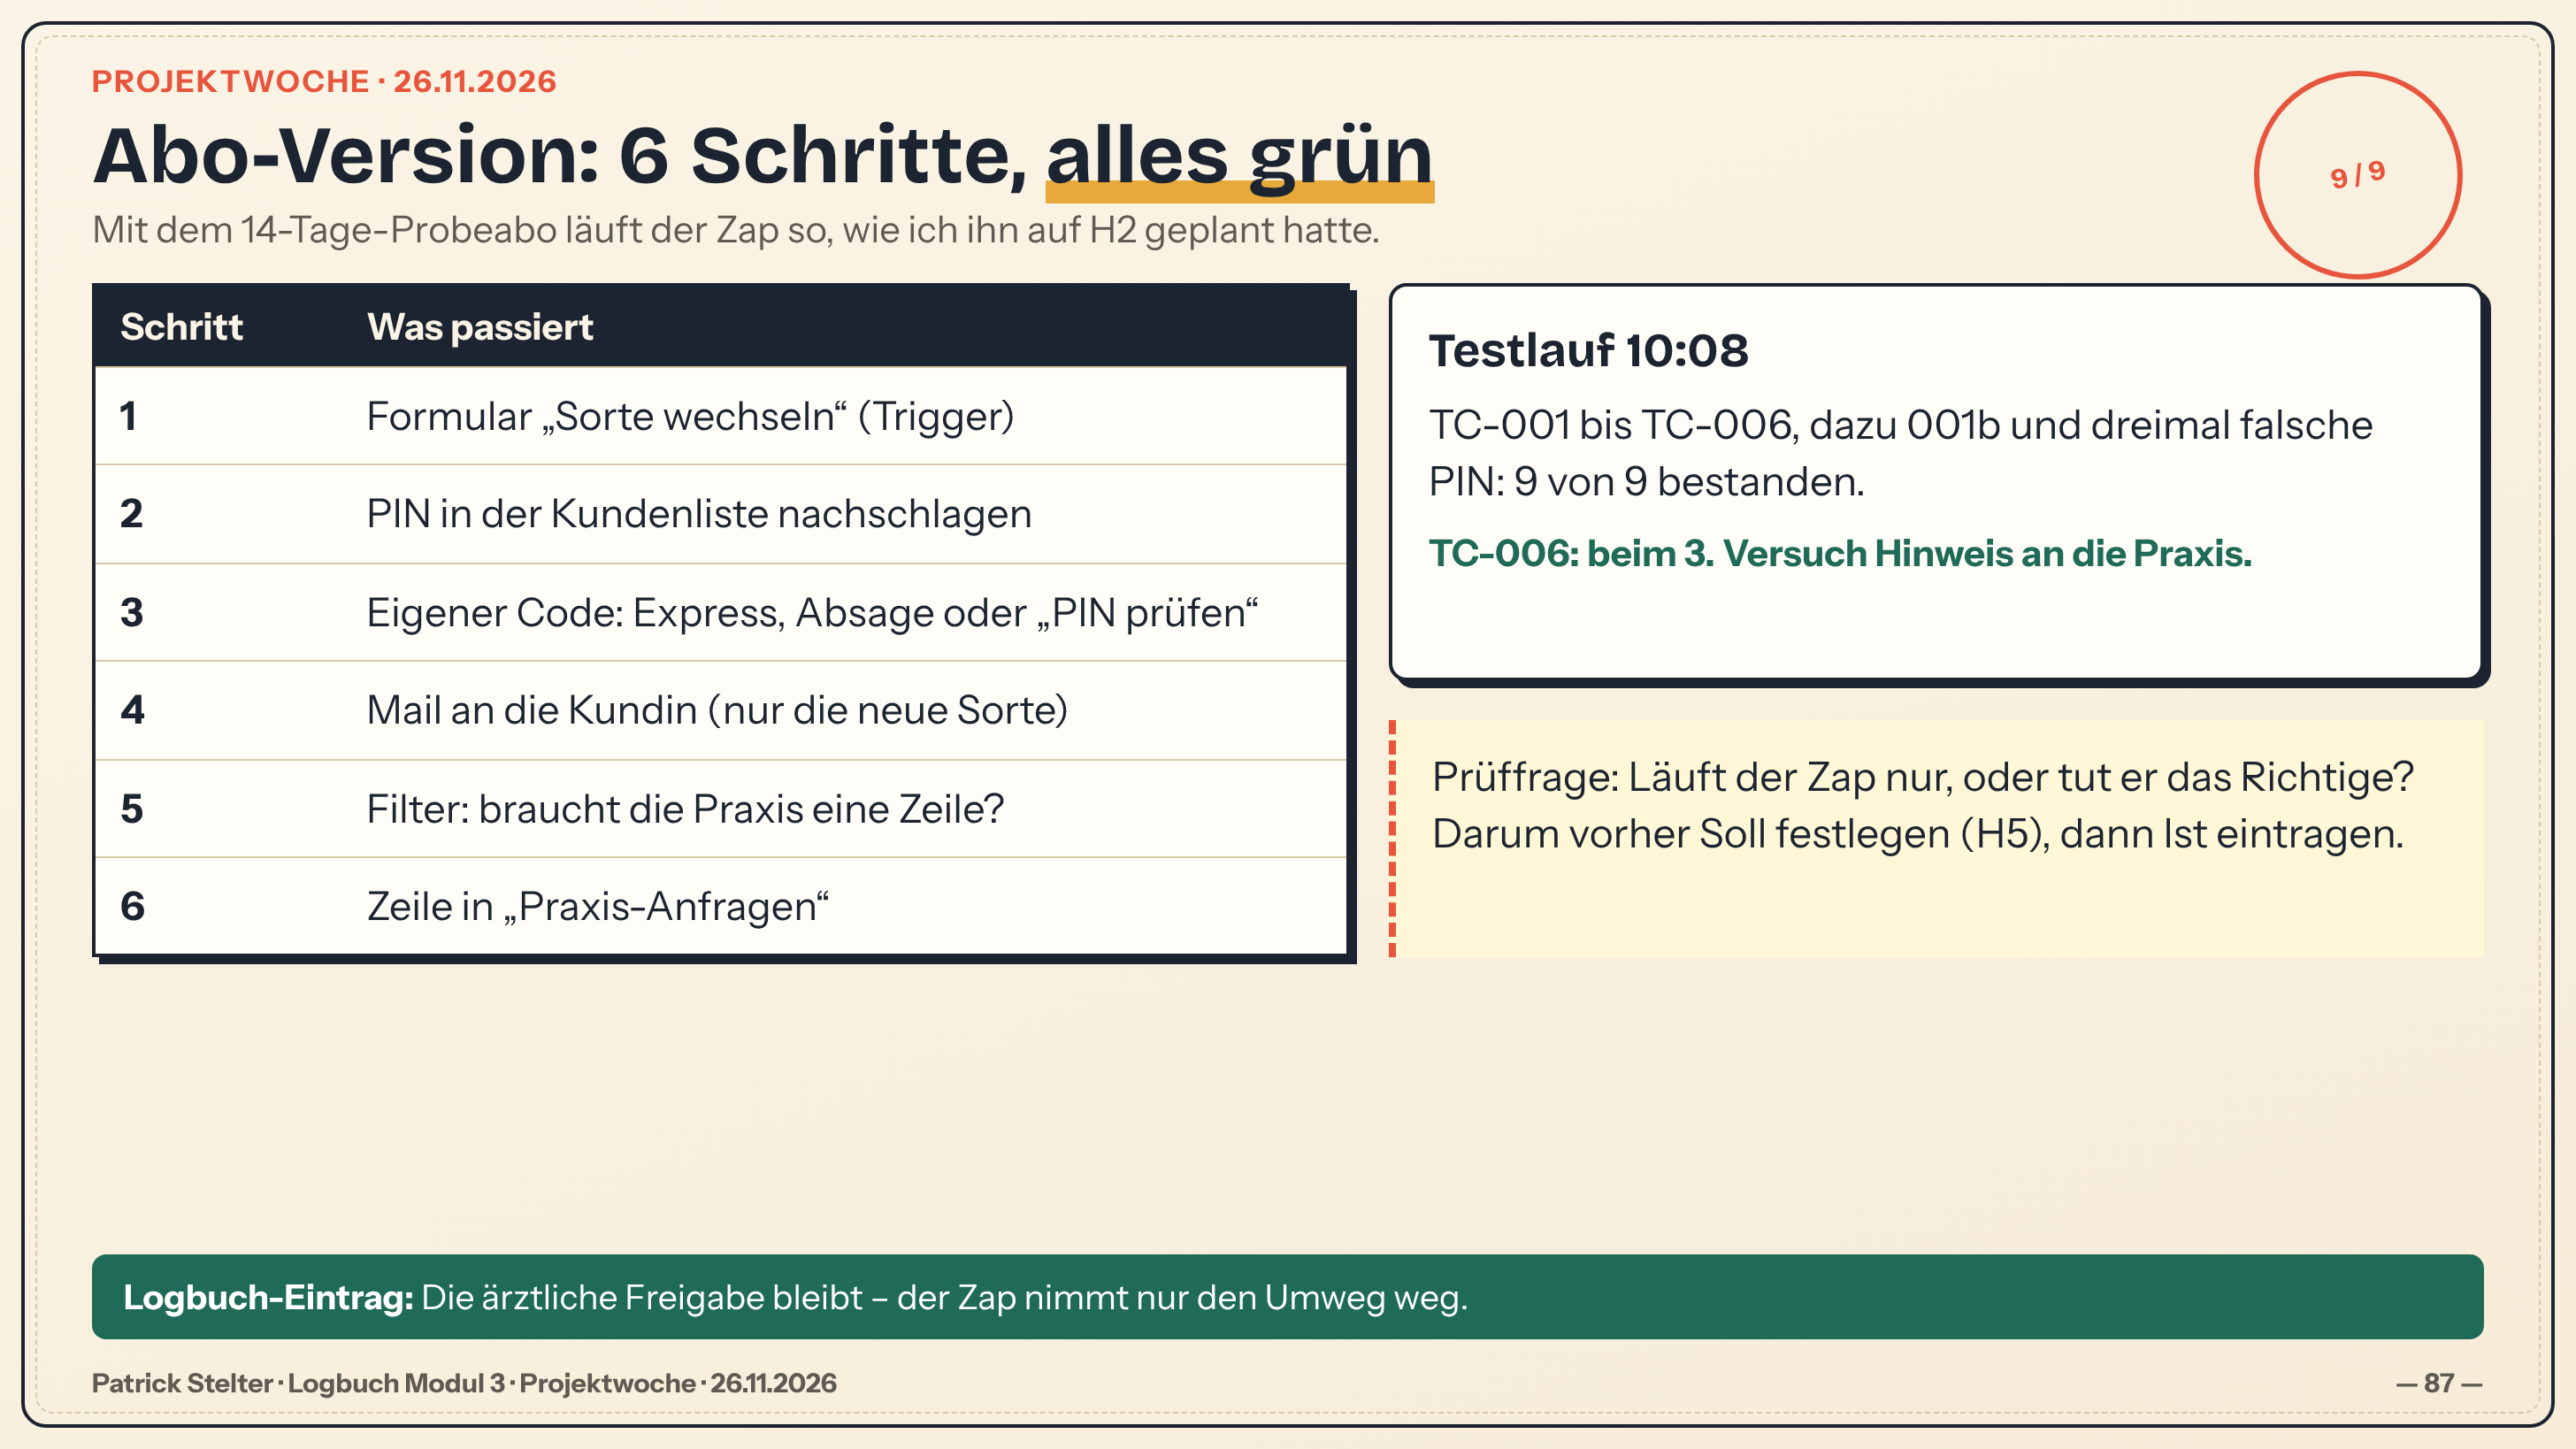 PROJEKTWOCHE · 26.11.2026
Abo-Version: 6 Schritte, alles grün
Mit dem 14-Tage-Probeabo läuft der Zap so, wie ich ihn auf H2 geplant hatte.
9 / 9
Schritt Was passiert
1 Formular „Sorte wechseln“ (Trigger)
2 PIN in der Kundenliste nachschlagen
3 Eigener Code: Express, Absage oder „PIN prüfen“
4 Mail an die Kundin (nur die neue Sorte)
5 Filter: braucht die Praxis eine Zeile?
6 Zeile in „Praxis-Anfragen“
Testlauf 10:08
TC-001 bis TC-006, dazu 001b und dreimal falsche
PIN: 9 von 9 bestanden.
TC-006: beim 3. Versuch Hinweis an die Praxis.
Prüffrage: Läuft der Zap nur, oder tut er das Richtige?
Darum vorher Soll festlegen (H5), dann Ist eintragen.
Logbuch-Eintrag: Die ärztliche Freigabe bleibt – der Zap nimmt nur den Umweg weg.
Patrick Stelter · Logbuch Modul 3 · Projektwoche · 26.11.2026
— 87 —